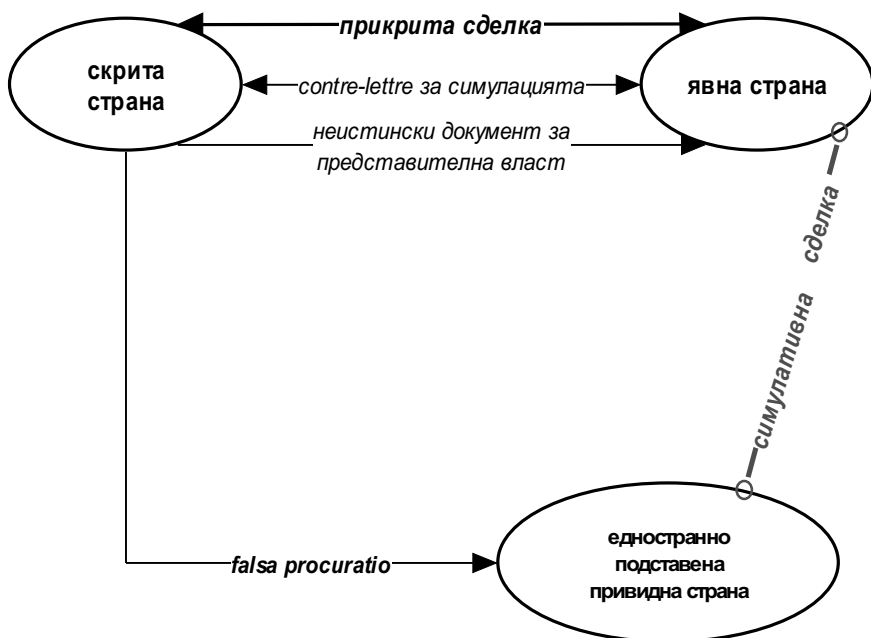 прикрита сделка
скрита
страна
contre-lettre за симулацията
явна страна
неистински документ за
представителна власт
симулативна сделка
едностранно
подставена
привидна страна
falsa procuratio